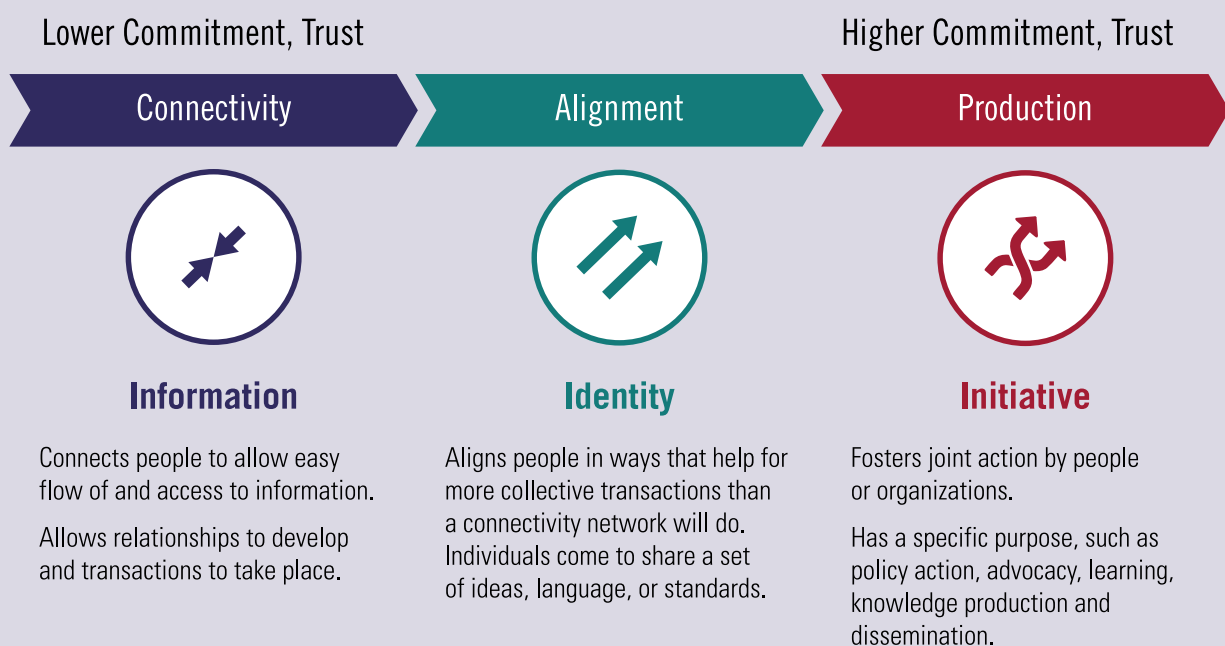 Lower Commitment, Trust
Higher Commitment, Trust
Connectivity
Alignment
Production
Information
Connects people to allow easy
flow of and access to information.
Allows relationships to develop
and transactions to take place.
Identity
Aligns people in ways that help for
more collective transactions than
a connectivity network will do.
Individuals come to share a set
of ideas, language, or standards.
Initiative
Fosters joint action by people
or organizations.
Has a specific purpose, such as
policy action, advocacy, learning,
knowledge production and
dissemination.